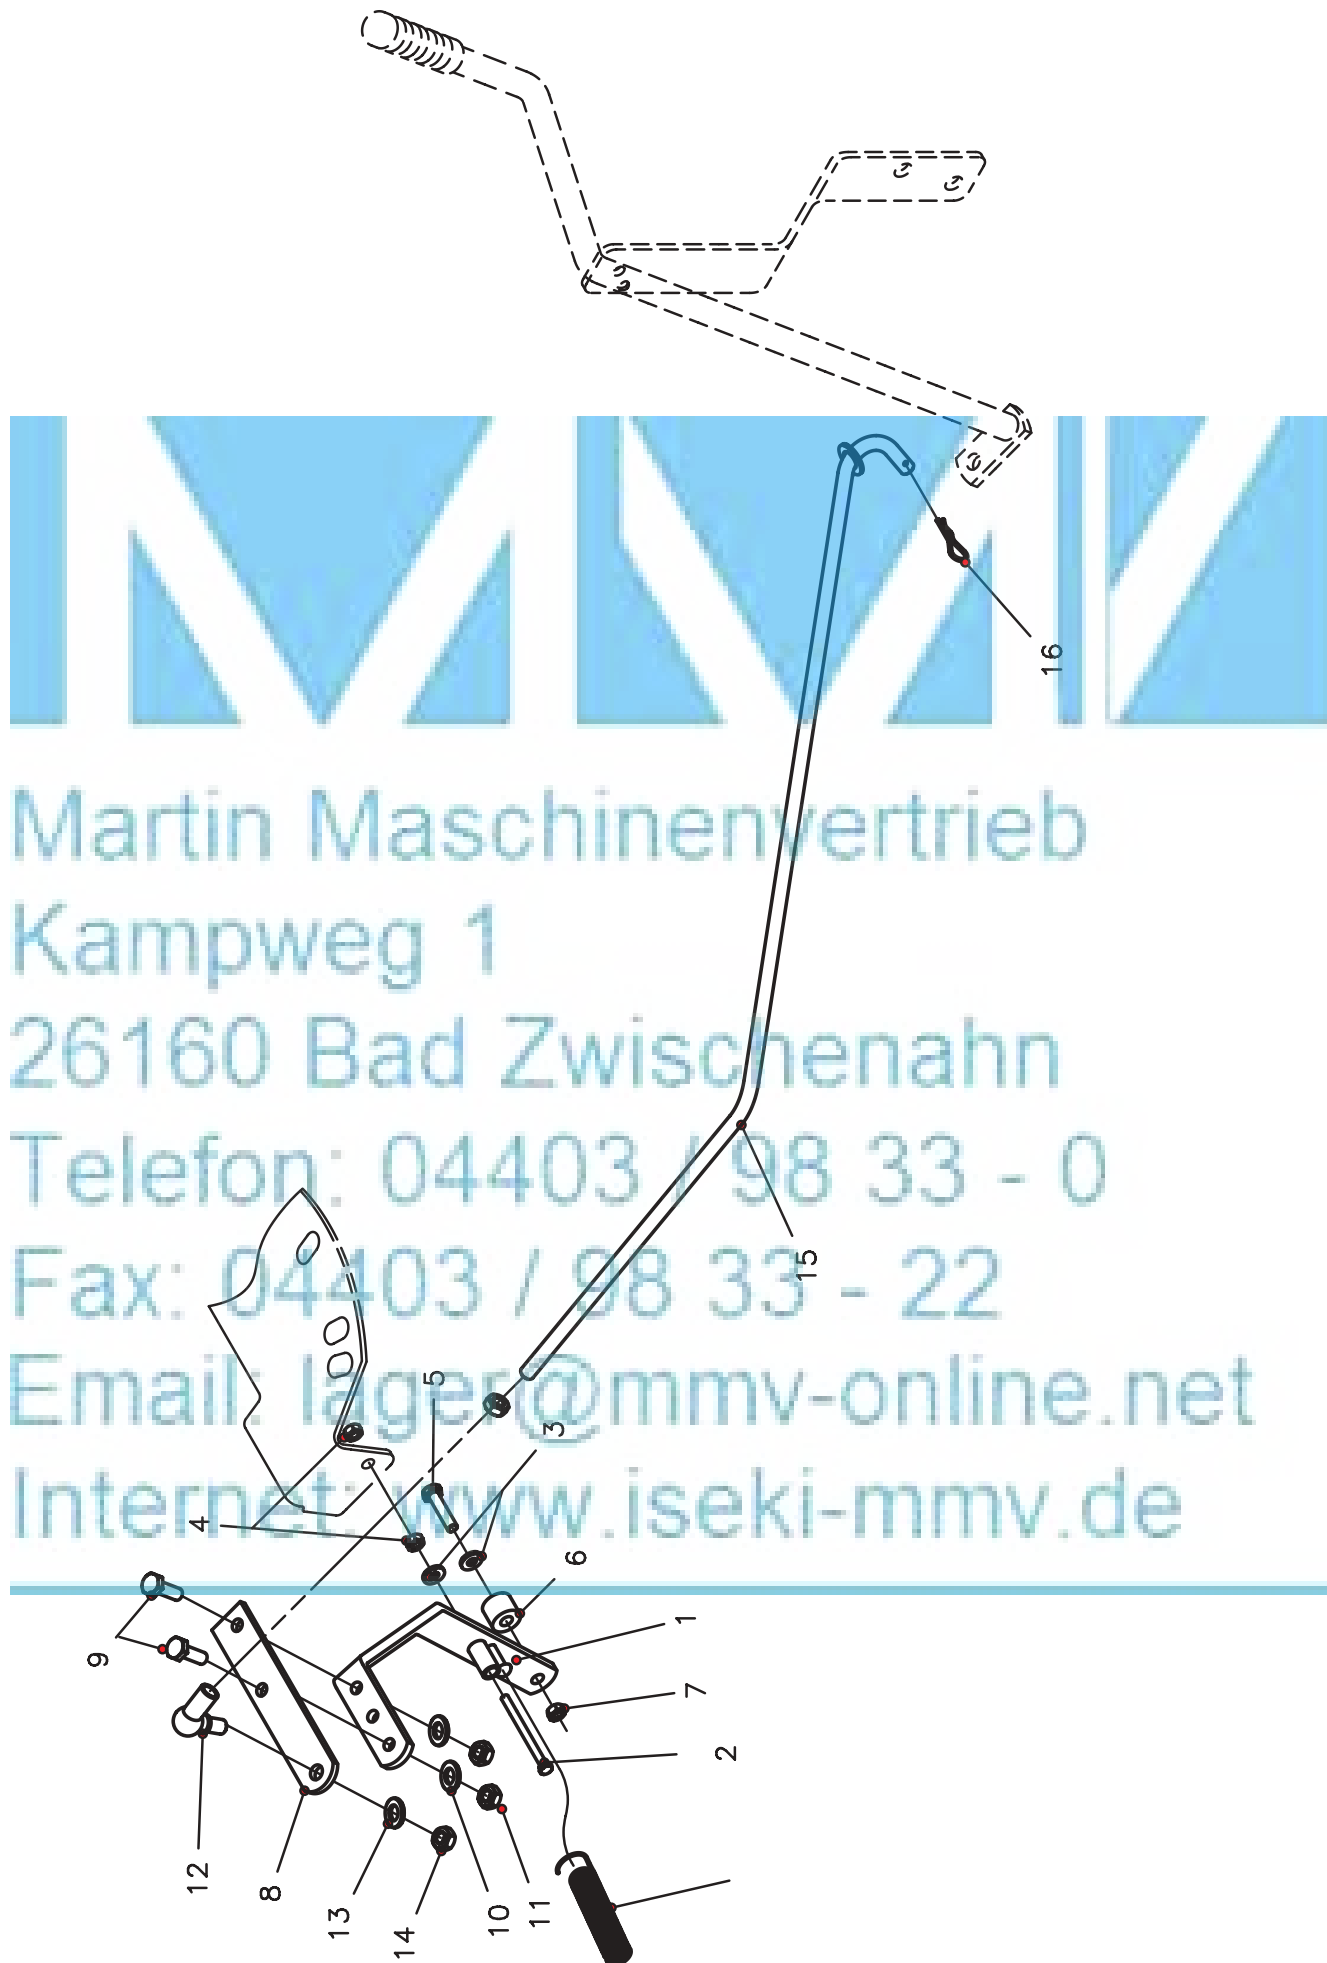 16
Martin Maschinenvertrieb
Kampweg 1
26160 Bad Zwischenahn
Telefon: 04403 / 98 33 - 0
15
Fax: 04403 / 98 33 - 22
Email: lager@mmv-online.net
5
3
Internet: www.iseki-mmv.de
4
6
9
1
7
2
12
8
13
14
10
11